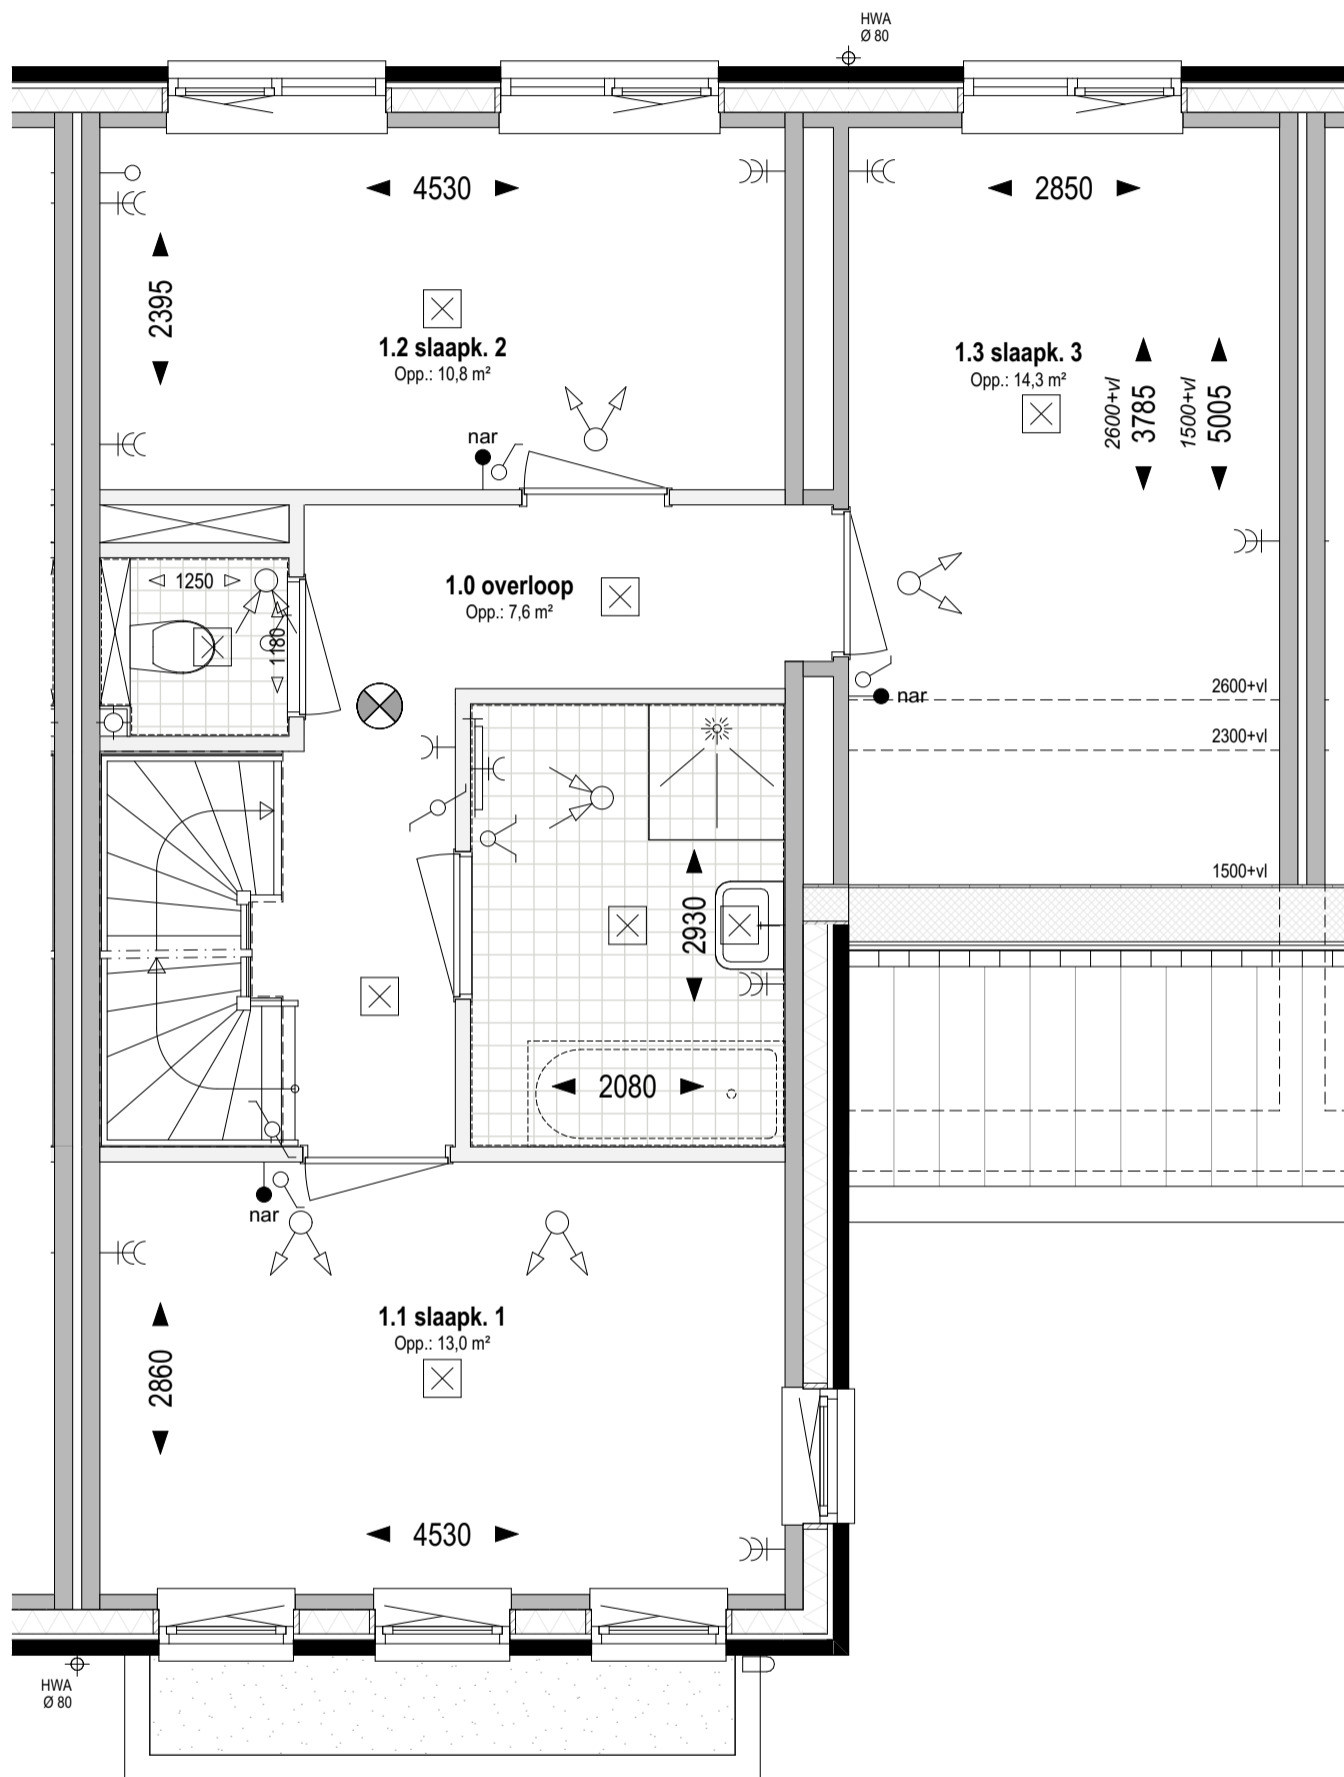 HWA
Ø 80
4530
2850
2395
1.2 slaapk. 2
Opp.: 10,8 m²
1.3 slaapk. 3
Opp.: 14,3 m²
2600+vl
3785
1500+vl
5005
nar
1250
1180
1.0 overloop
Opp.: 7,6 m²
2600+vl
nar
2300+vl
1500+vl
2930
2080
nar
1.1 slaapk. 1
Opp.: 13,0 m²
2860
4530
HWA
Ø 80